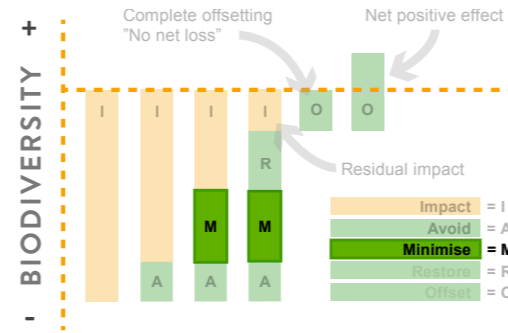 Complete offsetting
"No net loss"
Net positive effect
+
BIODIVERSITY
-
I
I
I
I
O
O
R
M
M
A
A
A
Residual impact
Impact = I
Avoid = A
Minimise = M
Restore = R
Offset = O